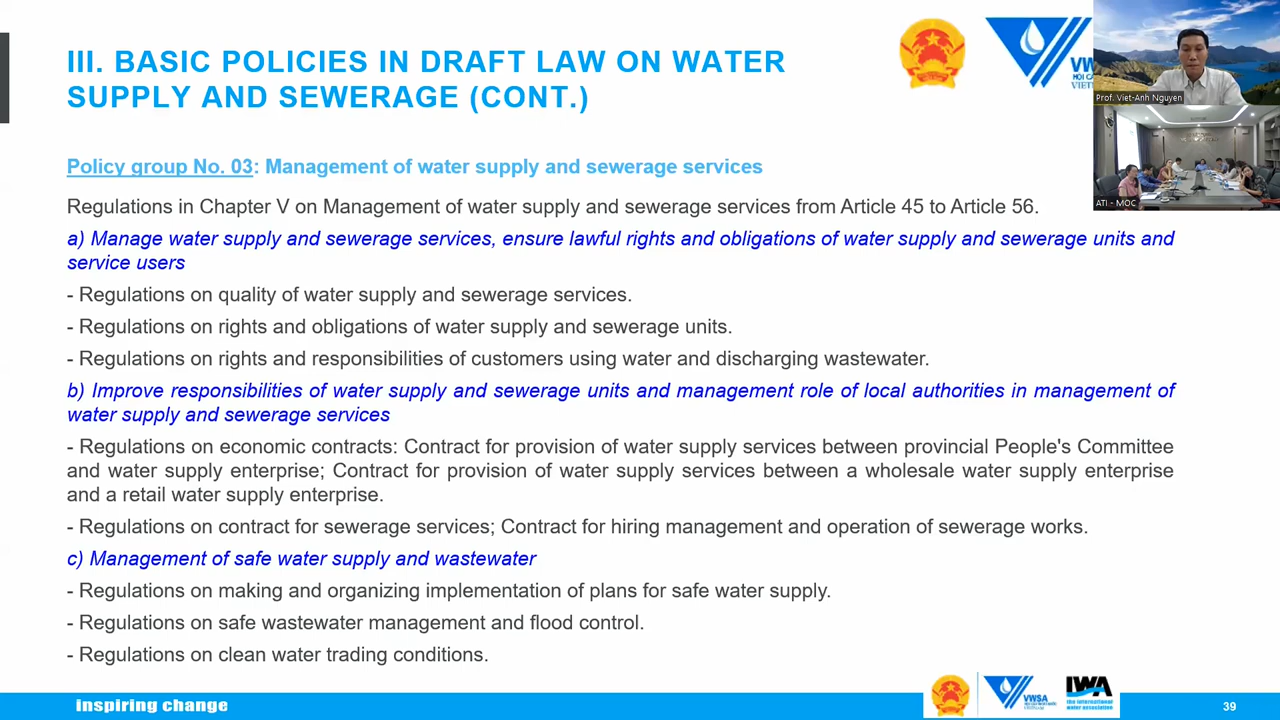 III. BASIC POLICIES IN DRAFT LAW ON WATER
SUPPLY AND SEWERAGE (CONT.)
Prof. Viet-Anh Nguyen
ATI - MOC
Policy group No. 03: Management of water supply and sewerage services
Regulations in Chapter V on Management of water supply and sewerage services from Article 45 to Article 56.
a) Manage water supply and sewerage services, ensure lawful rights and obligations of water supply and sewerage units and
service users
- Regulations on quality of water supply and sewerage services.
- Regulations on rights and obligations of water supply and sewerage units.
- Regulations on rights and responsibilities of customers using water and discharging wastewater.
b) Improve responsibilities of water supply and sewerage units and management role of local authorities in management of
water supply and sewerage services
- Regulations on economic contracts: Contract for provision of water supply services between provincial People's Committee
and water supply enterprise; Contract for provision of water supply services between a wholesale water supply enterprise
and a retail water supply enterprise.
- Regulations on contract for sewerage services; Contract for hiring management and operation of sewerage works.
c) Management of safe water supply and wastewater
- Regulations on making and organizing implementation of plans for safe water supply.
- Regulations on safe wastewater management and flood control.
- Regulations on clean water trading conditions.
inspiring change
VWSA
IWA
the international
water association
39